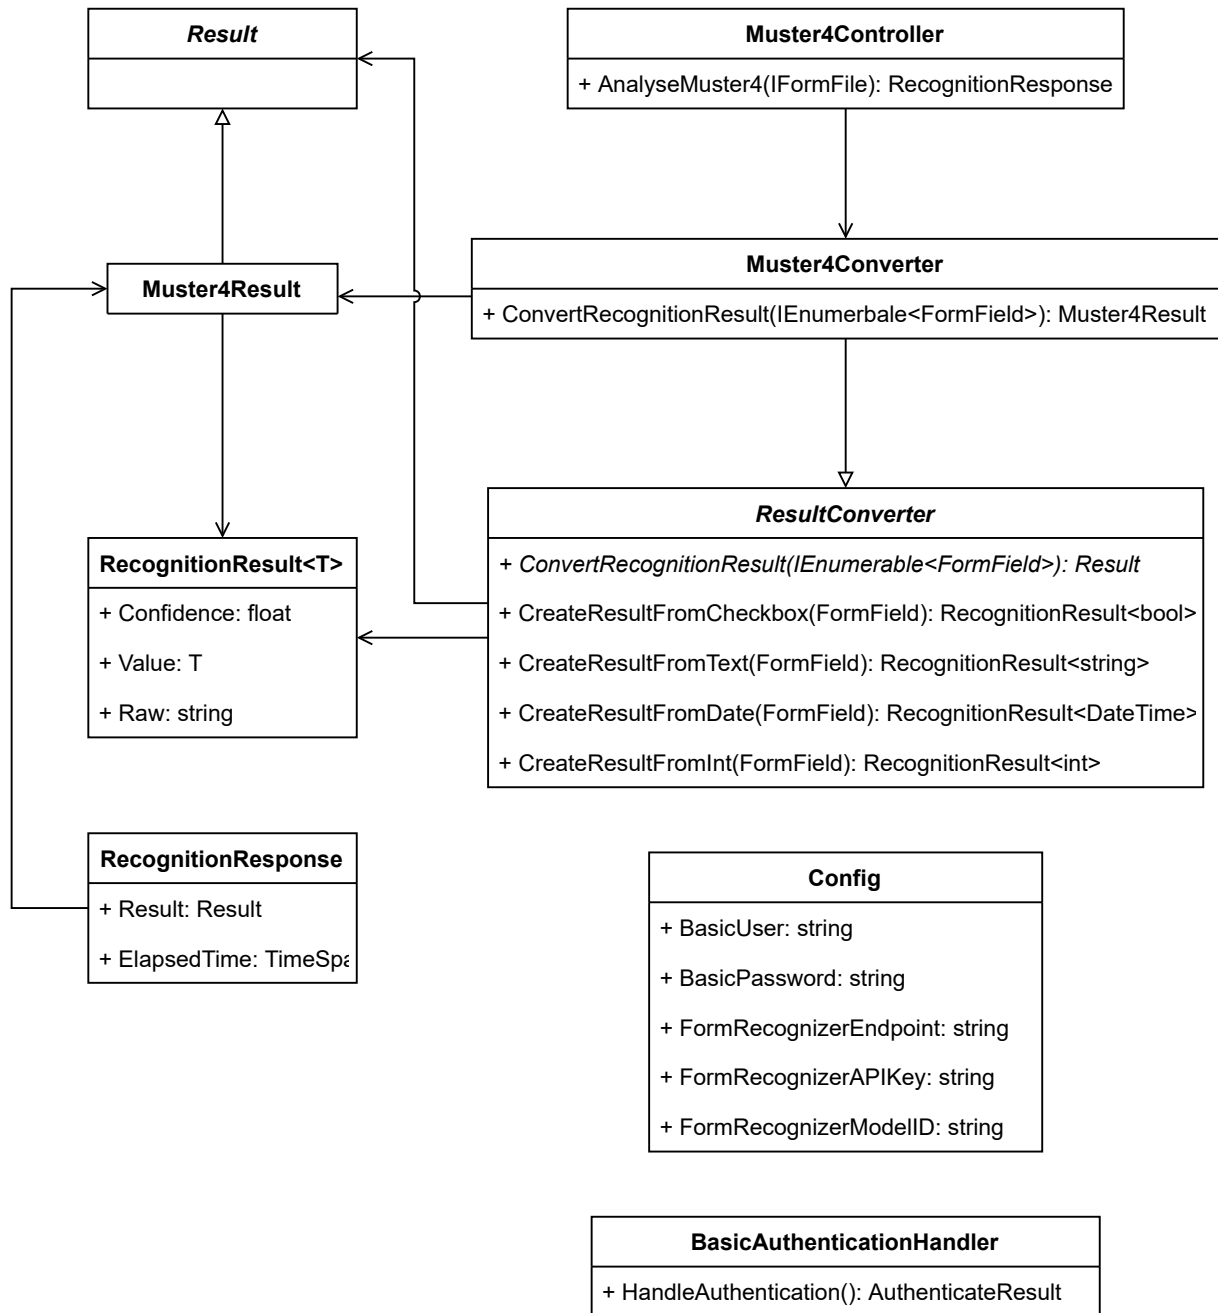 Result
Muster4Controller
+ AnalyseMuster4(IFormFile): RecognitionResponse
Muster4Result
Muster4Converter
+ ConvertRecognitionResult(IEnumerbale<FormField>): Muster4Result
RecognitionResult<T>
+ Confidence: float
+ Value: T
+ Raw: string
ResultConverter
+ ConvertRecognitionResult(IEnumerable<FormField>): Result
+ CreateResultFromCheckbox(FormField): RecognitionResult<bool>
+ CreateResultFromText(FormField): RecognitionResult<string>
+ CreateResultFromDate(FormField): RecognitionResult<DateTime>
+ CreateResultFromInt(FormField): RecognitionResult<int>
RecognitionResponse
+ Result: Result
+ ElapsedTime: TimeSpa
Config
+ BasicUser: string
+ BasicPassword: string
+ FormRecognizerEndpoint: string
+ FormRecognizerAPIKey: string
+ FormRecognizerModelID: string
BasicAuthenticationHandler
+ HandleAuthentication(): AuthenticateResult